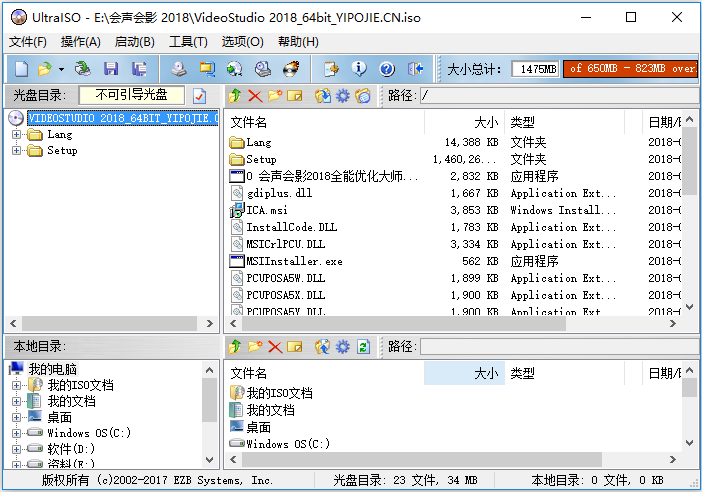 UltraISO - E:\会声会影 2018\VideoStudio 2018_64bit_YIPOJIE.CN.iso
文件(F) 操作(A) 启动(B) 工具(T) 选项(O) 帮助(H)
大小总计: 1475MB of 650MB - 823MB over.
光盘目录: 不可引导光盘 路径: /
VIDEOSTUDIO 2018_64BIT_YIPOJIE.C
Lang
Setup
文件名 大小 类型 日期/
Lang 14,388 KB 文件夹 2018-
Setup 1,460,26... 文件夹 2018-
0 会声会影2018全能优化大师... 2,832 KB 应用程序 2018-
gdiplus.dll 1,667 KB Application Ext... 2018-
ICA.msi 3,853 KB Windows Install... 2018-
InstallCode.DLL 1,783 KB Application Ext... 2018-
MSICrlPCU.DLL 3,334 KB Application Ext... 2018-
MSIInstaller.exe 562 KB 应用程序 2018-
PCUPOSA5W.DLL 1,899 KB Application Ext... 2018-
PCUPOSA5X.DLL 1,900 KB Application Ext... 2018-
PCUPOSA5Y.DLL 1,900 KB Application Ext... 2018-
本地目录: 路径:
我的电脑
我的ISO文档
我的文档
桌面
Windows OS(C:)
软件(D:)
资料(E:)
文件名 大小 类型 日期/
我的ISO文档
我的文档
桌面
Windows OS(C:)
版权所有 (c)2002-2017 EZB Systems, Inc. 光盘目录: 23 文件, 34 MB 本地目录: 0 文件, 0 KB